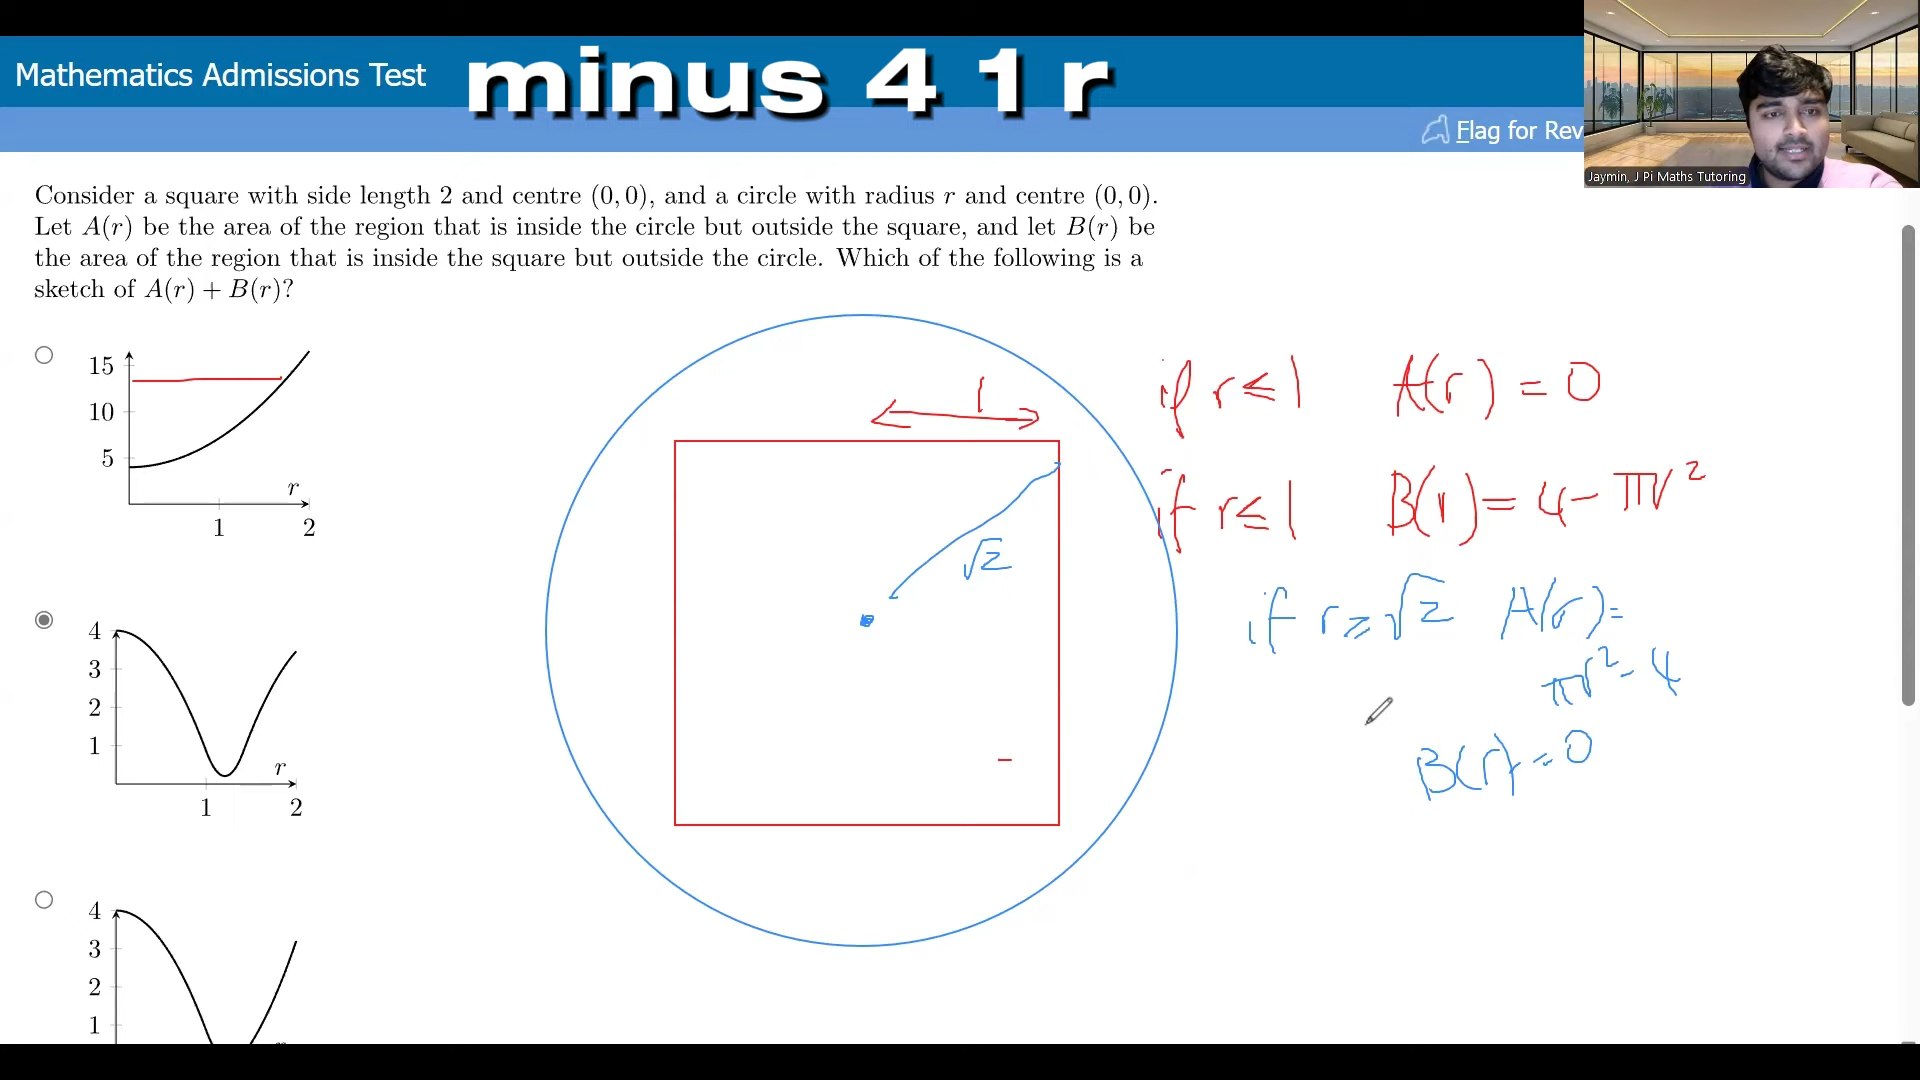 Mathematics Admissions Test
minus 4 1 r
Flag for Rev
Jaymin, J Pi Maths Tutoring
Consider a square with side length 2 and centre (0, 0), and a circle with radius r and centre (0, 0).
Let A(r) be the area of the region that is inside the circle but outside the square, and let B(r) be
the area of the region that is inside the square but outside the circle. Which of the following is a
sketch of A(r) + B(r)?
15
10
5
r
1 2
4
3
2
1
r
1 2
4
3
2
1
1
√2
if r ≤ 1 A(r) = 0
if r ≤ 1 B(r) = 4 - πr²
if r ≥ √2 A(r) =
πr² - 4
B(r) = 0